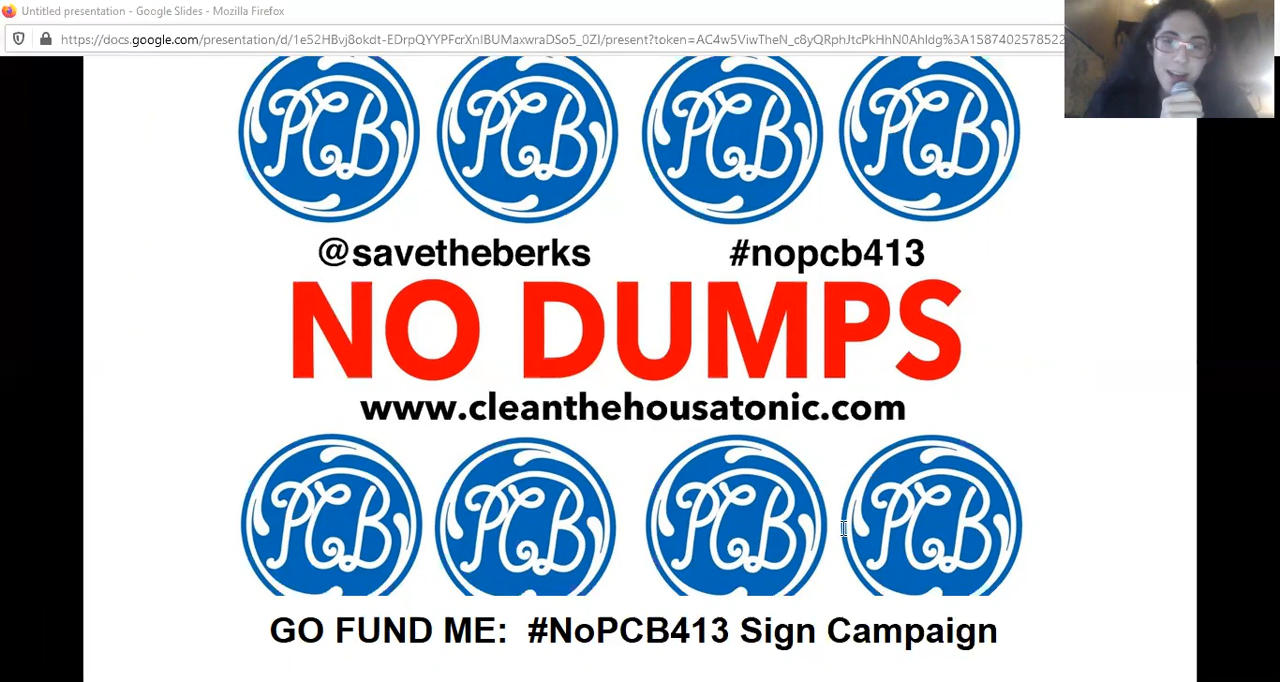 Untitled presentation - Google Slides - Mozilla Firefox
PCB PCB PCB PCB
@savetheberks #nopcb413
NO DUMPS
www.cleanthehousatonic.com
PCB PCB PCB PCB
GO FUND ME: #NoPCB413 Sign Campaign